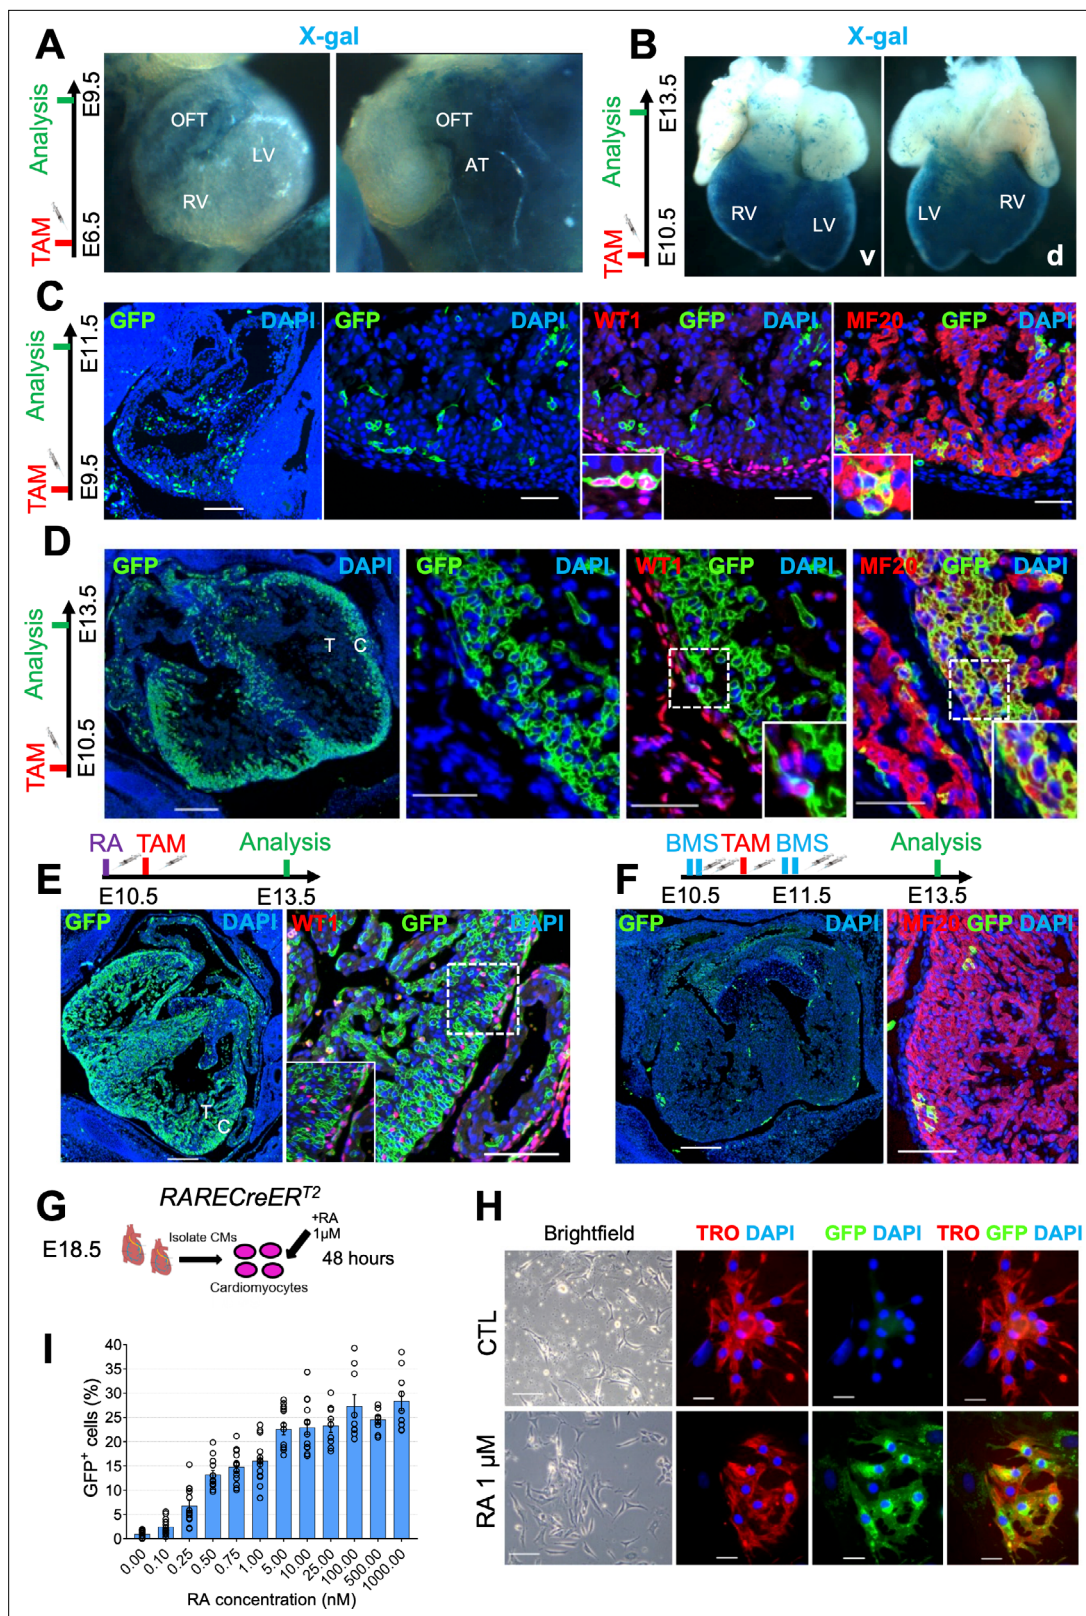 A
X-gal
Analysis
E9.5
TAM
E6.5
OFT
LV
RV
OFT
AT
B
X-gal
Analysis
E13.5
TAM
E10.5
RV
LV
v
LV
RV
d
C
Analysis
E11.5
TAM
E9.5
GFP DAPI
GFP DAPI
WT1 GFP DAPI
MF20 GFP DAPI
D
Analysis
E13.5
TAM
E10.5
GFP DAPI
T C
GFP DAPI
WT1 GFP DAPI
MF20 GFP DAPI
RA TAM Analysis
E10.5 E13.5
E
GFP DAPI
T
C
WT1 GFP DAPI
BMS TAM BMS Analysis
E10.5 E11.5 E13.5
F
GFP DAPI
MF20 GFP DAPI
G
RARECreER^T2
E18.5
Isolate CMs
+RA
1µM
48 hours
Cardiomyocytes
H
Brightfield
TRO DAPI
GFP DAPI
TRO GFP DAPI
CTL
RA 1 µM
I
GFP+ cells (%)
40
35
30
25
20
15
10
5
0
0.00 0.10 0.25 0.50 0.75 1.00 5.00 10.00 25.00 100.00 500.00 1000.00
RA concentration (nM)